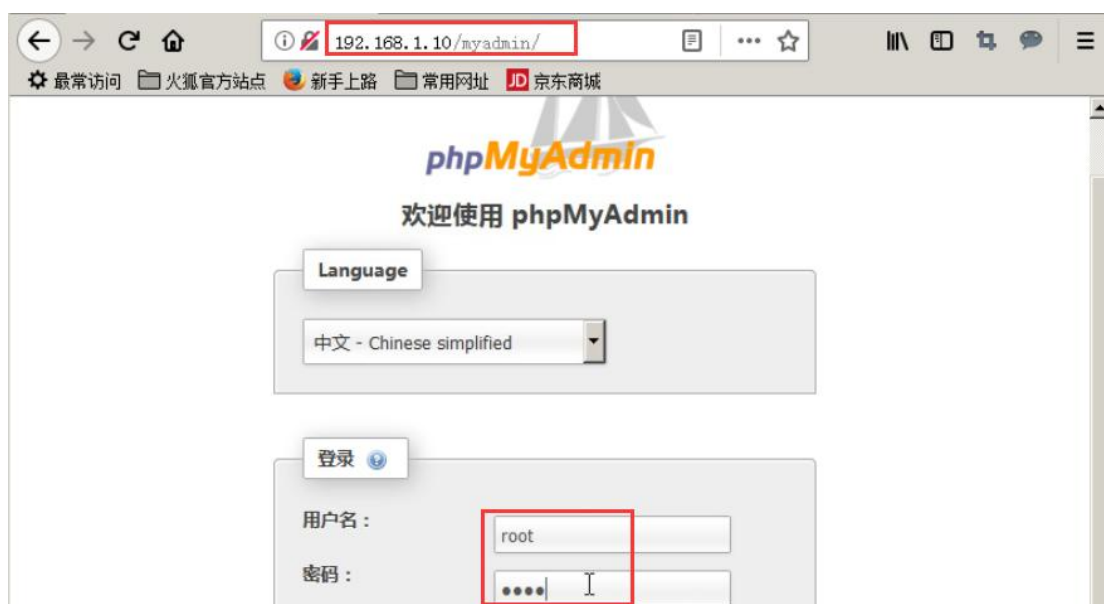 192.168.1.10/myadmin/
最常访问 火狐官方站点 新手上路 常用网址 JD 京东商城
phpMyAdmin
欢迎使用 phpMyAdmin
Language
中文 - Chinese simplified
登录
用户名：
root
密码：
••••